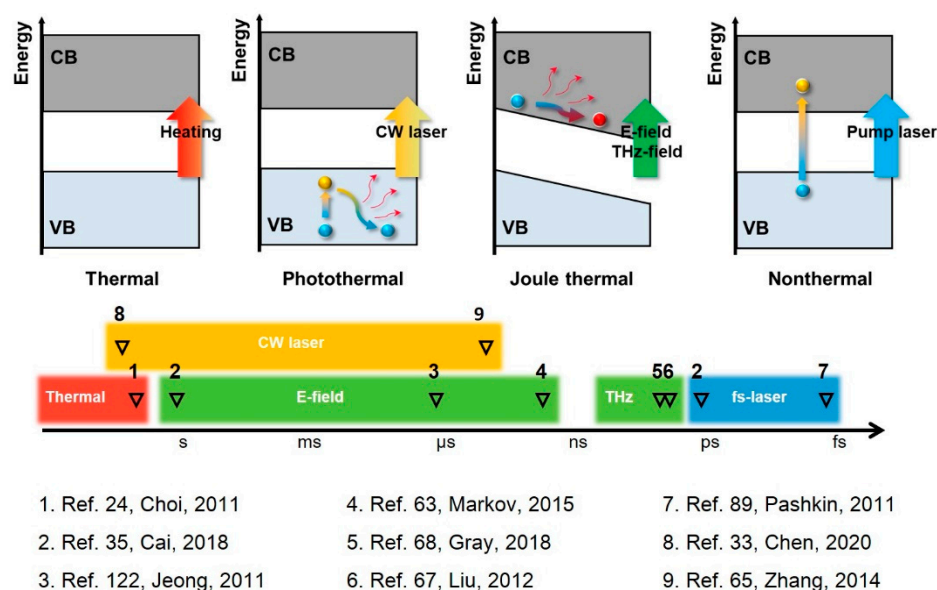 Energy
CB
Heating
VB
Thermal
Energy
CB
CW laser
VB
Photothermal
Energy
CB
E-field
THz-field
VB
Joule thermal
Energy
CB
Pump laser
VB
Nonthermal
8
9
CW laser
1
2
3
4
56
2
7
Thermal
E-field
THz
fs-laser
s
ms
μs
ns
ps
fs
1. Ref. 24, Choi, 2011
2. Ref. 35, Cai, 2018
3. Ref. 122, Jeong, 2011
4. Ref. 63, Markov, 2015
5. Ref. 68, Gray, 2018
6. Ref. 67, Liu, 2012
7. Ref. 89, Pashkin, 2011
8. Ref. 33, Chen, 2020
9. Ref. 65, Zhang, 2014